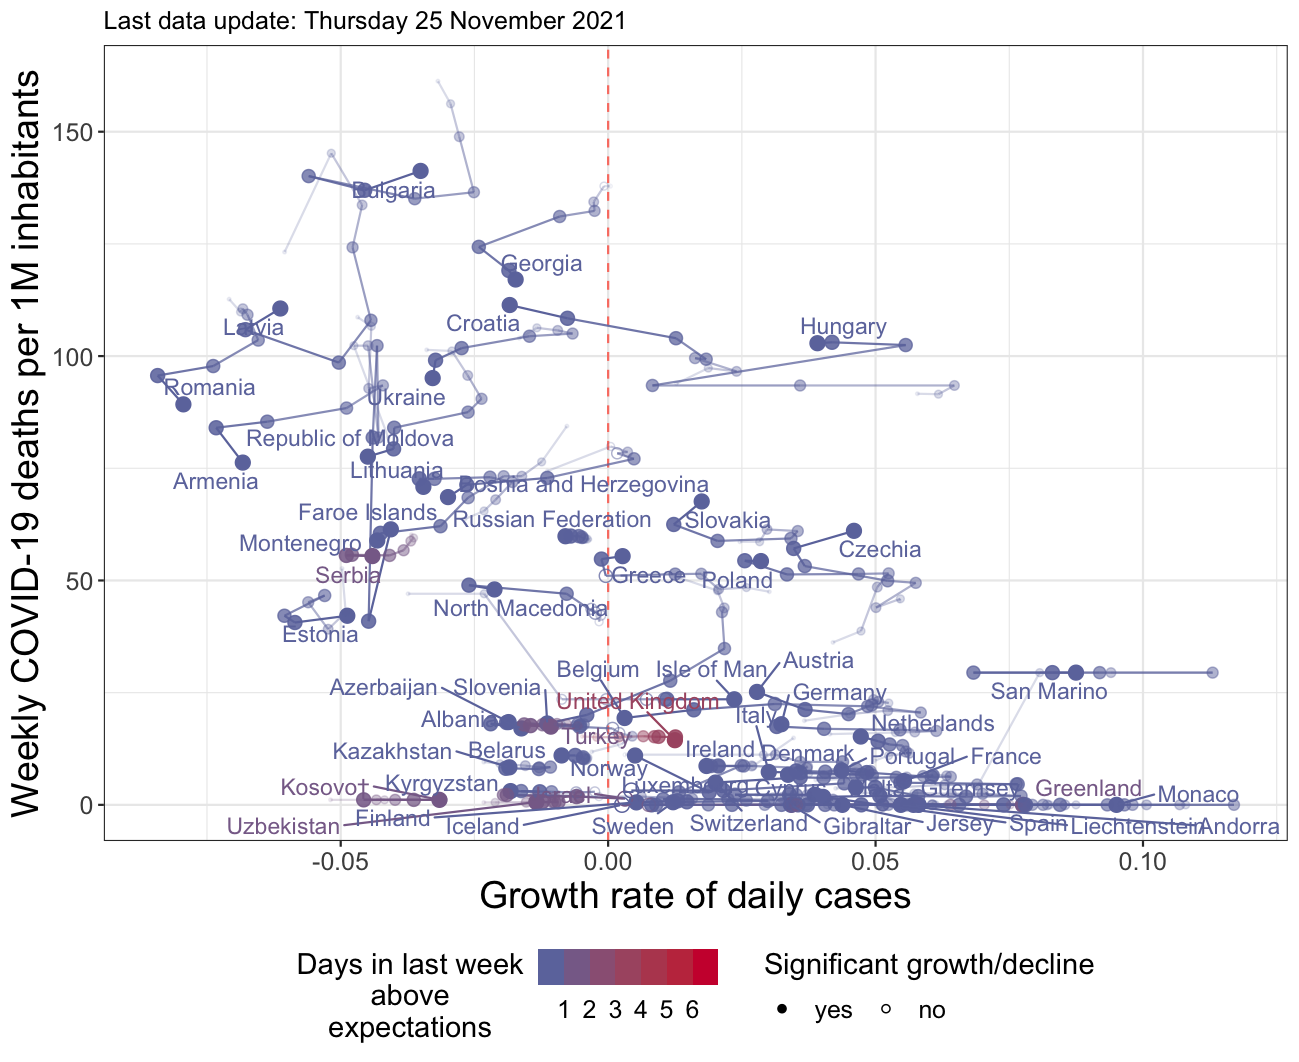 Last data update: Thursday 25 November 2021
Weekly COVID-19 deaths per 1M inhabitants
150
100
50
0
Bulgaria
Georgia
Latvia
Croatia
Hungary
Romania
Ukraine
Republic of Moldova
Lithuania
Armenia
Bosnia and Herzegovina
Faroe Islands
Russian Federation
Slovakia
Montenegro
Czechia
Serbia
Greece
Poland
North Macedonia
Estonia
Belgium
Isle of Man
Austria
Azerbaijan
Slovenia
Germany
San Marino
United Kingdom
Albania
Italy
Netherlands
Turkey
Kazakhstan
Belarus
Ireland
Denmark
Portugal
France
Norway
Kosovo†
Kyrgyzstan
Luxembourg
Guernsey
Greenland
Monaco
Uzbekistan
Finland
Iceland
Sweden
Switzerland
Gibraltar
Jersey
Spain
Liechtenstein
Andorra
-0.05
0.00
0.05
0.10
Growth rate of daily cases
Days in last week
above
expectations
1 2 3 4 5 6
Significant growth/decline
yes
no